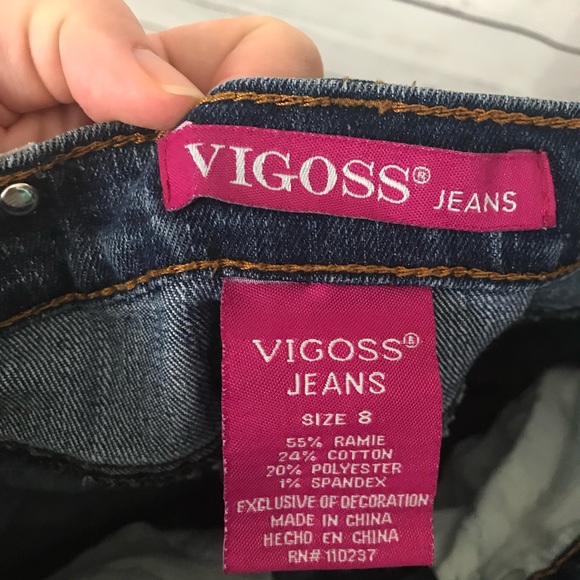 VIGOSS® JEANS
VIGOSS®
JEANS
SIZE 8
55% RAMIE
24% COTTON
20% POLYESTER
1% SPANDEX
EXCLUSIVE OF DECORATION
MADE IN CHINA
HECHO EN CHINA
RN# 110237